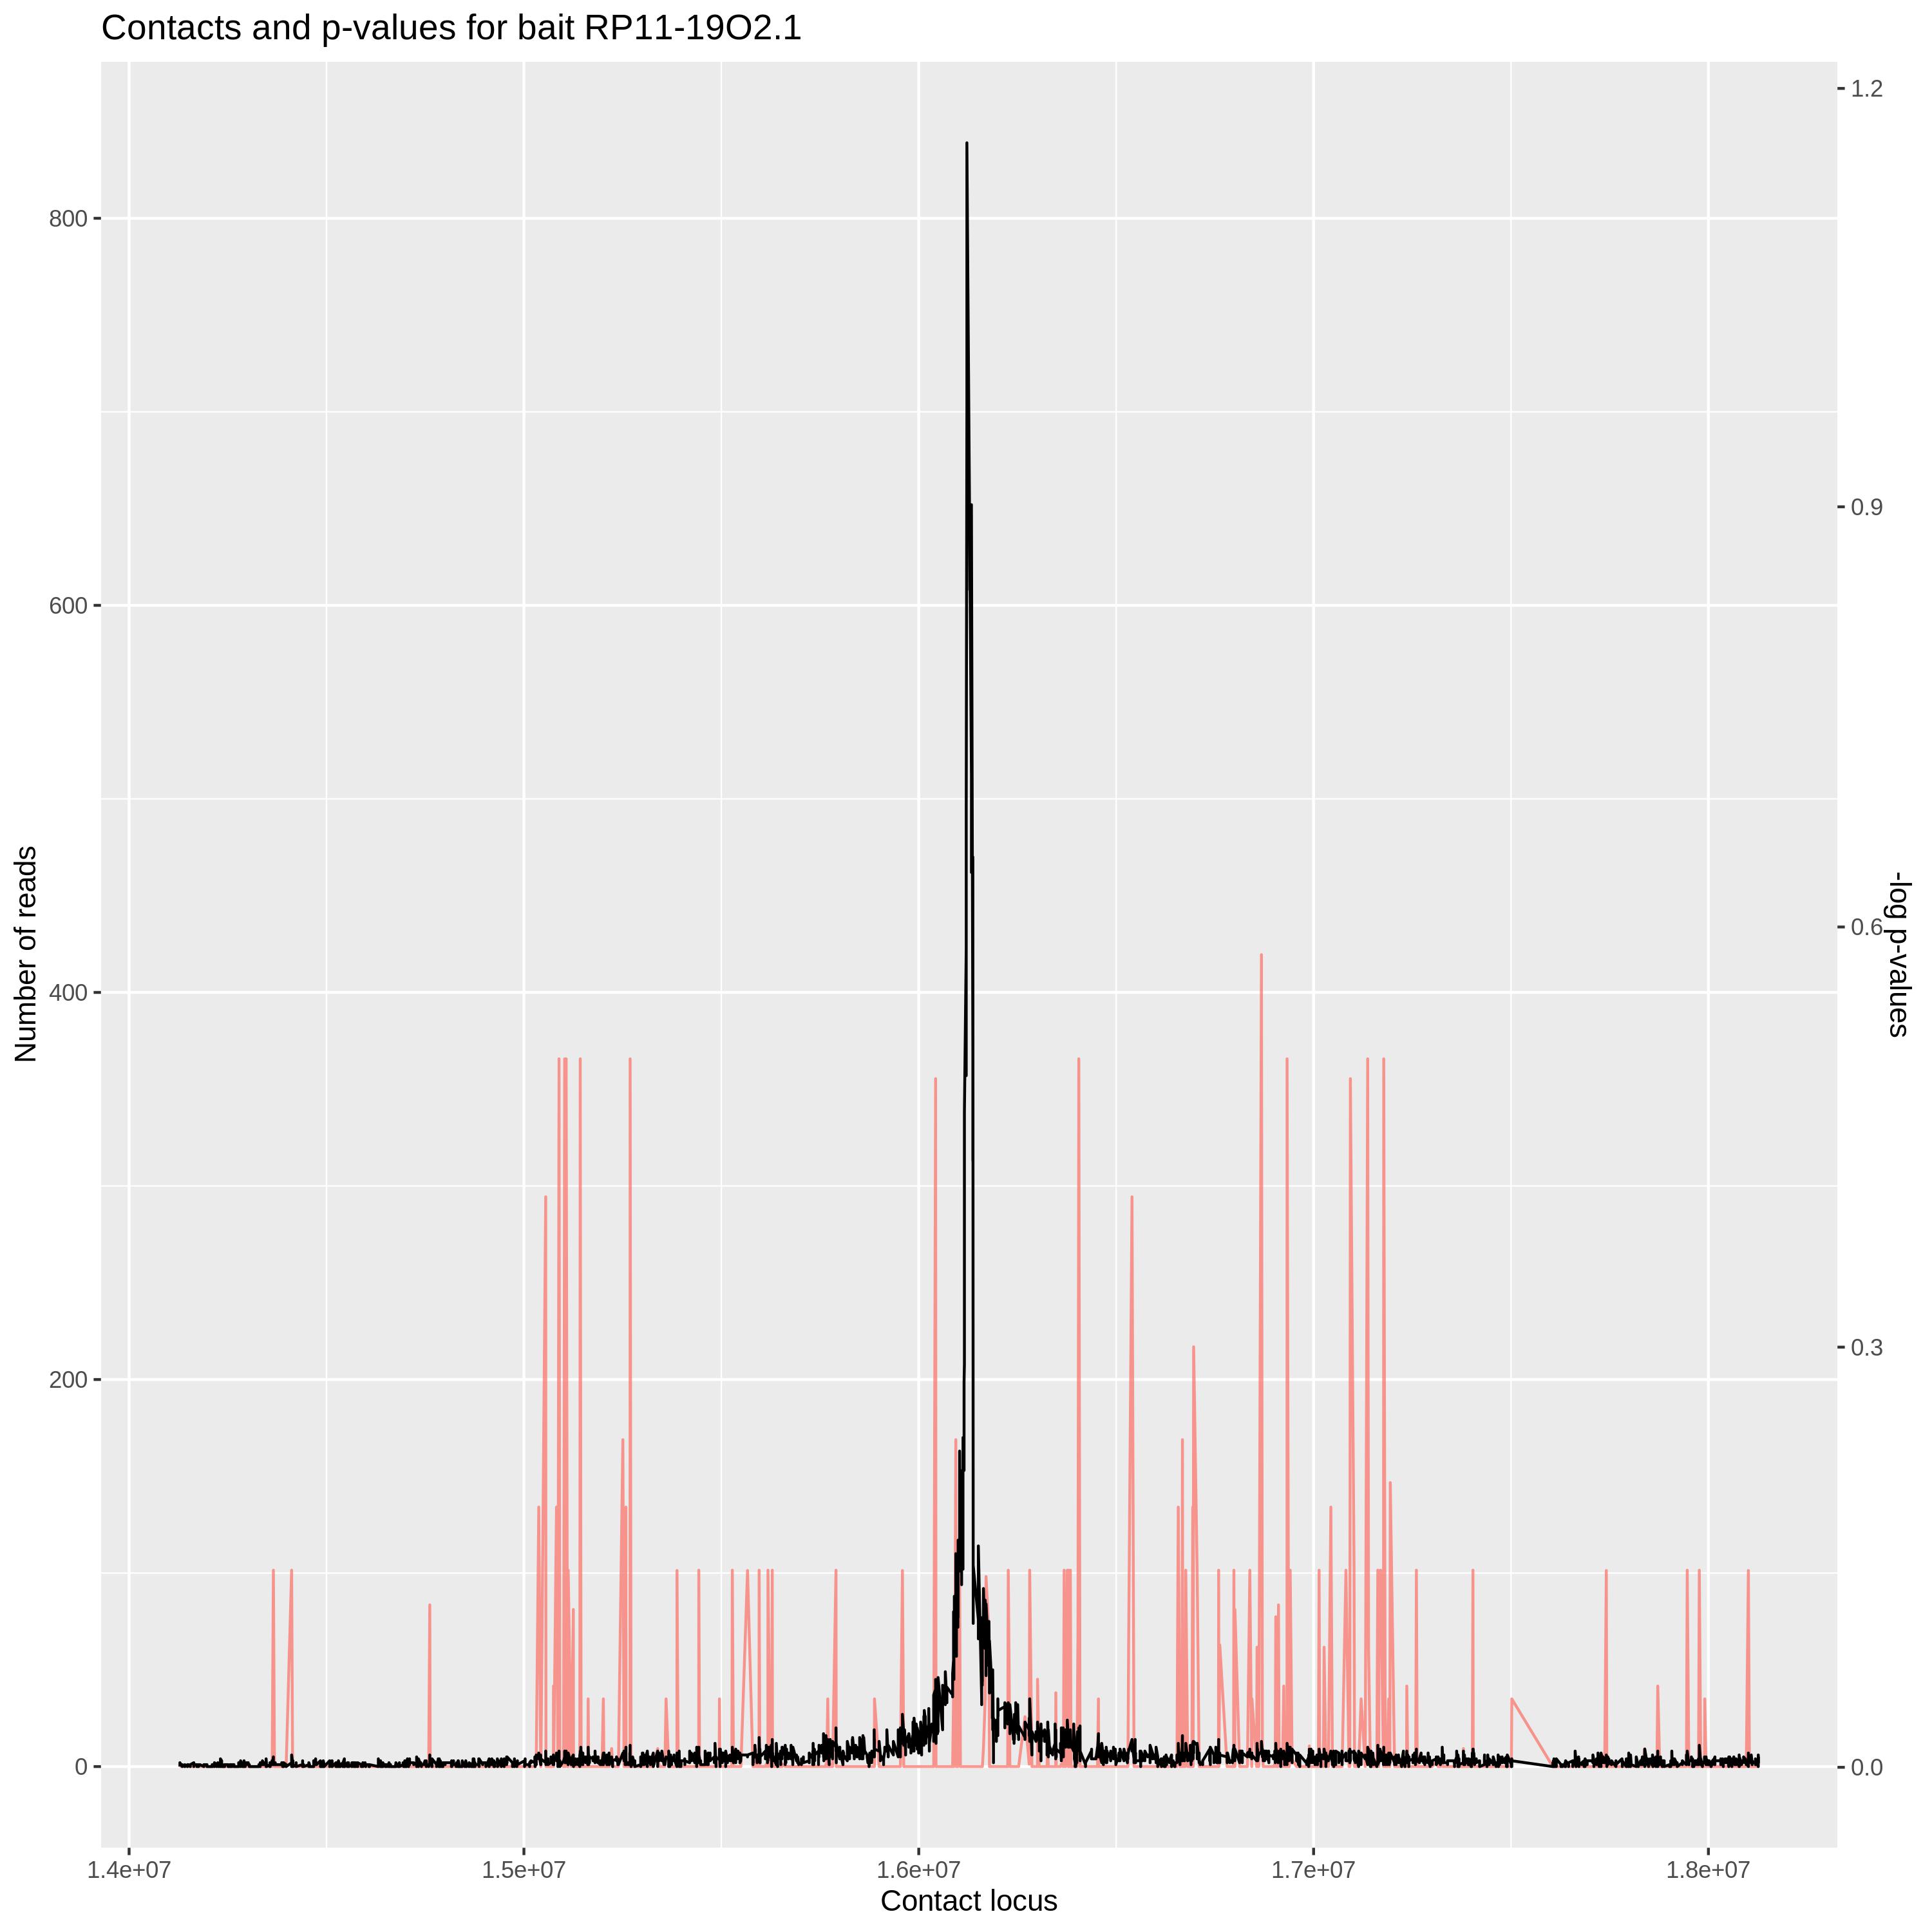 Contacts and p-values for bait RP11-19O2.1
1.2
800
0.9
600
0.6
Number of reads
-log p-values
400
0.3
200
0
0.0
1.4e+07 1.5e+07 1.6e+07 1.7e+07 1.8e+07
Contact locus